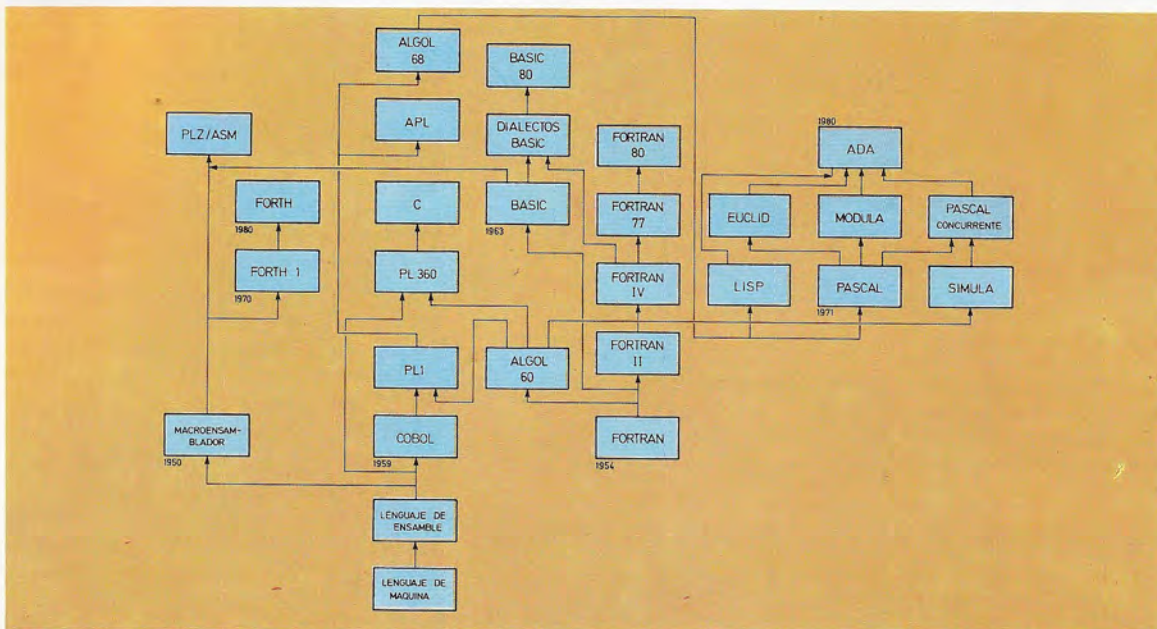 ALGOL
68
BASIC
80
PLZ/ASM
APL
DIALECTOS
BASIC
FORTRAN
80
1980
ADA
FORTH
1980
C
BASIC
1963
FORTRAN
77
EUCLID
MODULA
PASCAL
CONCURRENTE
FORTH 1
1970
PL 360
FORTRAN
IV
LISP
PASCAL
1971
SIMULA
PL1
ALGOL
60
FORTRAN
II
MACROENSAM-
BLADOR
1950
COBOL
1959
FORTRAN
1954
LENGUAJE DE
ENSAMBLE
LENGUAJE DE
MAQUINA